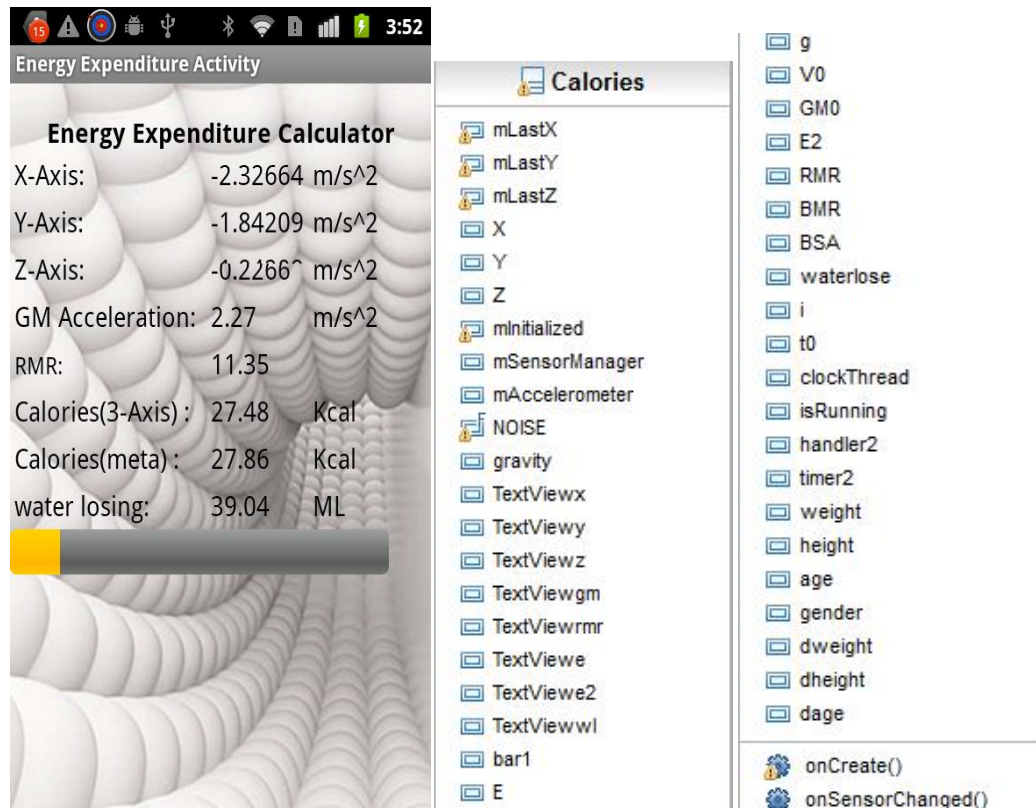 15
3:52
Energy Expenditure Activity
Energy Expenditure Calculator
X-Axis: -2.32664 m/s^2
Y-Axis: -1.84209 m/s^2
Z-Axis: m/s^2
GM Acceleration: 2.27 m/s^2
RMR: 11.35
Calories(3-Axis) : 27.48 Kcal
Calories(meta) : 27.86 Kcal
water losing: 39.04 ML
Calories
mLastX
mLastY
mLastZ
X
Y
Z
mInitialized
mSensorManager
mAccelerometer
NOISE
gravity
TextViewx
TextViewy
TextViewz
TextViewgm
TextViewrmr
TextViewe
TextViewe2
TextViewwl
bar1
E
g
V0
GM0
E2
RMR
BMR
BSA
waterlose
i
t0
clockThread
isRunning
handler2
timer2
weight
height
age
gender
dweight
dheight
dage
onCreate()
onSensorChanged()